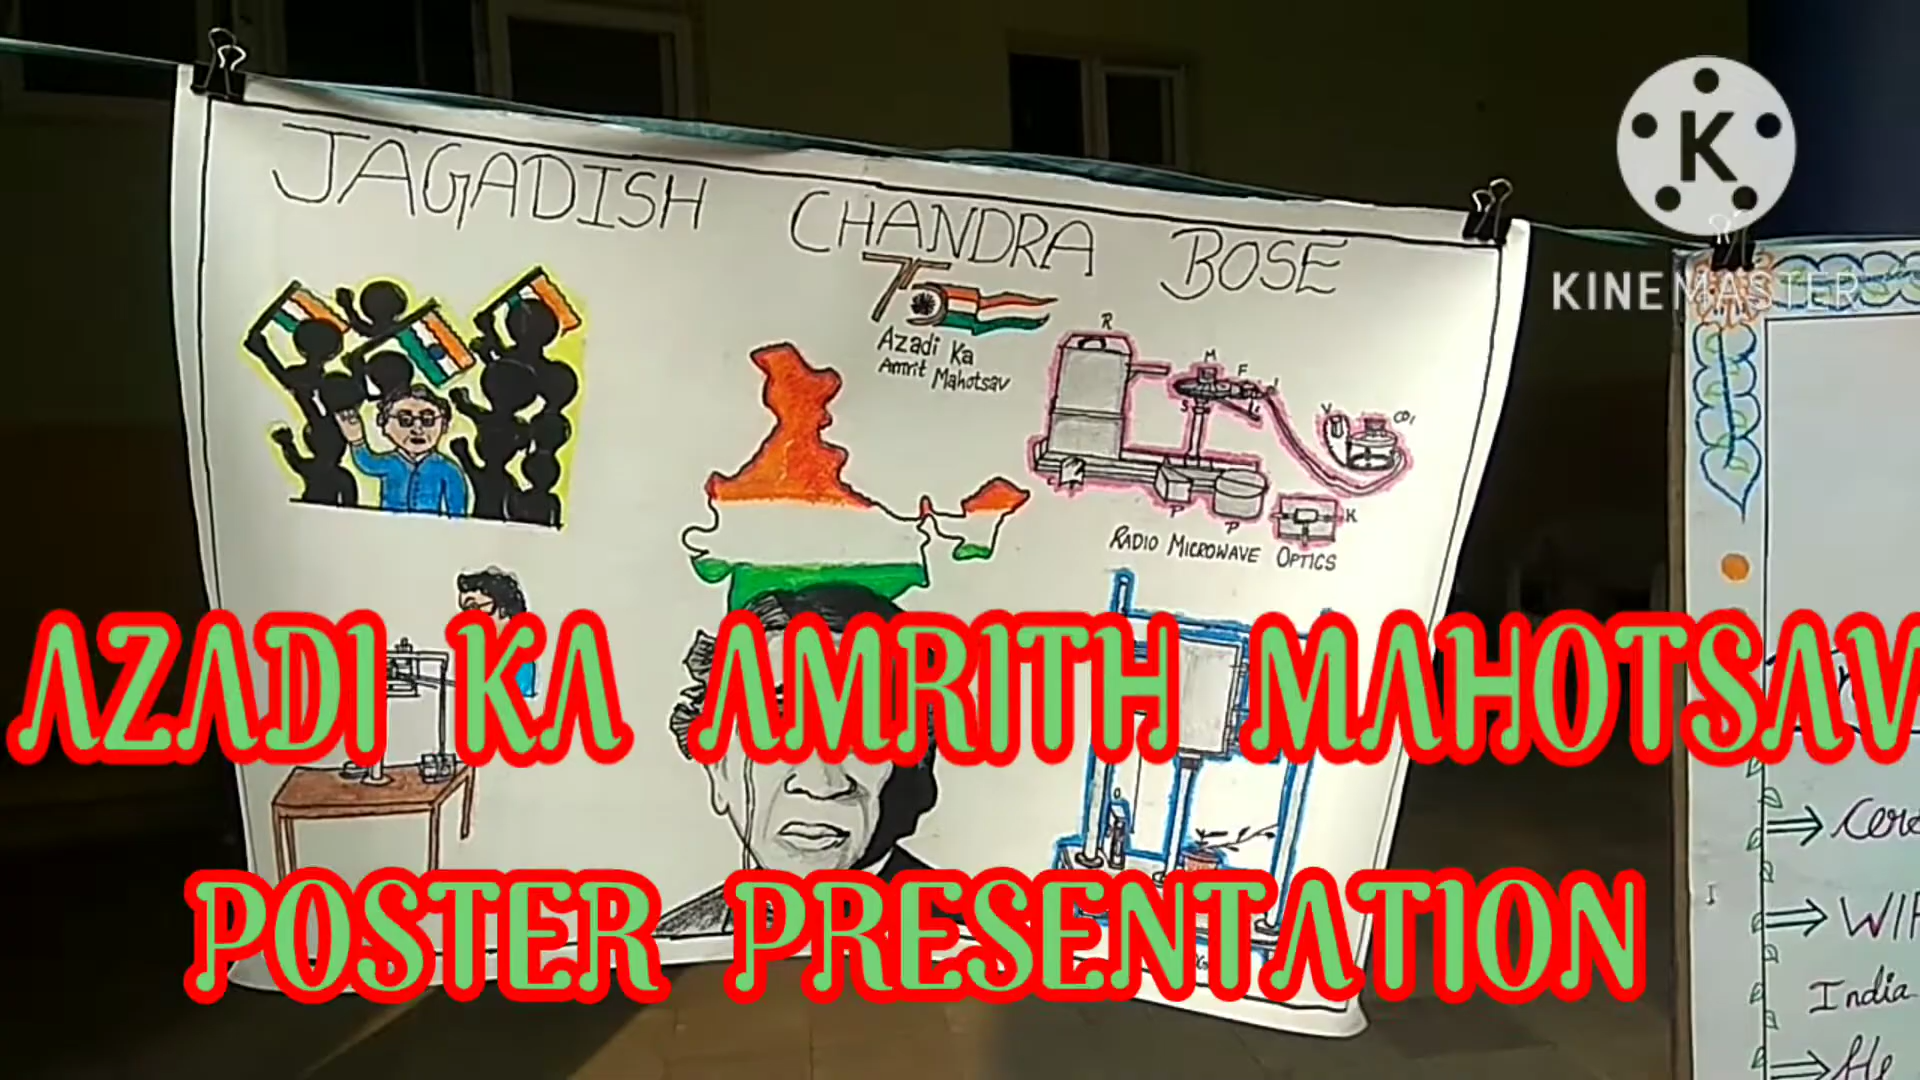 JAGADISH CHANDRA BOSE
K
KINEMASTER
75
Azadi Ka
Amrit Mahotsav
R
M
F
S
V
P
P
K
RADIO MICROWAVE OPTICS
AZADI KA AMRITH MAHOTSAV
POSTER PRESENTATION
India
He